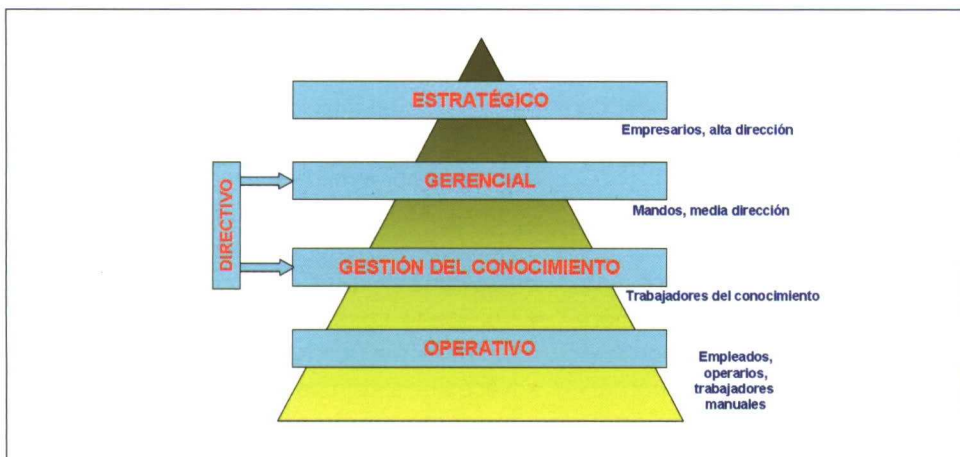 ESTRATÉGICO
Empresarios, alta dirección
DIRECTIVO
GERENCIAL
Mandos, media dirección
GESTIÓN DEL CONOCIMIENTO
Trabajadores del conocimiento
OPERATIVO
Empleados,
operarios,
trabajadores
manuales